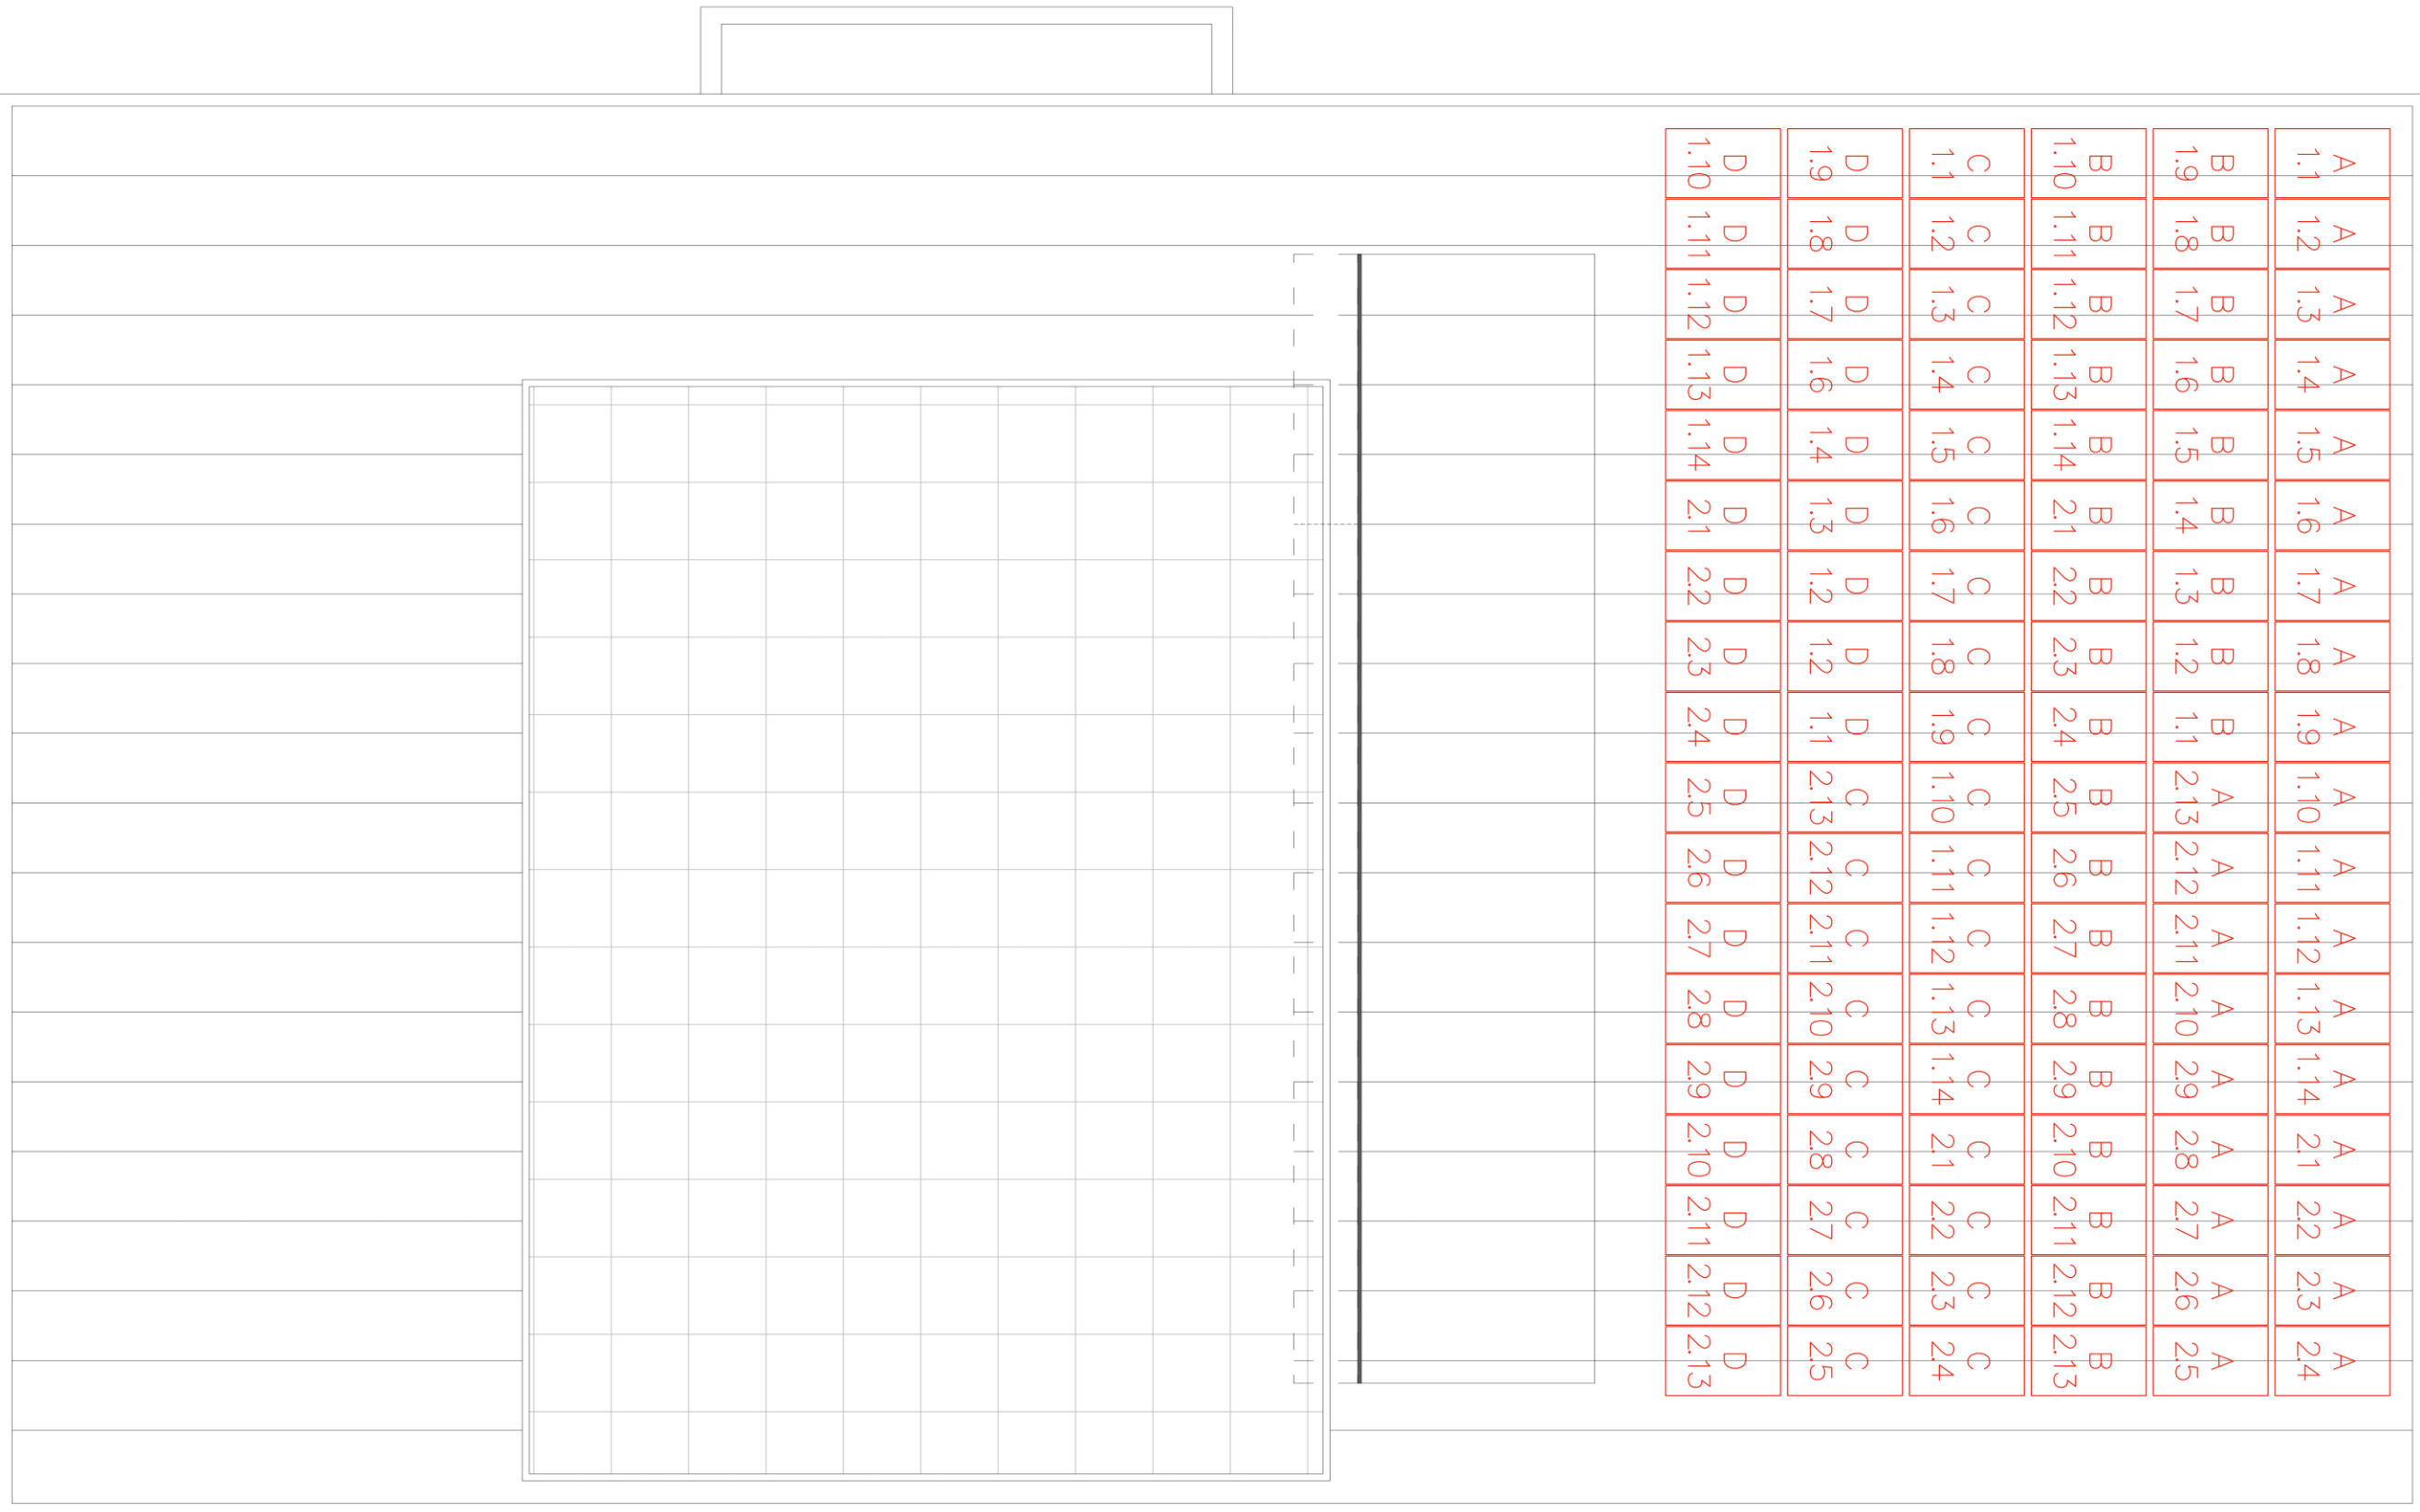 A
1.1
A
1.2
A
1.3
A
1.4
A
1.5
A
1.6
A
1.7
A
1.8
A
1.9
A
1.10
A
1.11
A
1.12
A
1.13
A
1.14
A
2.1
A
2.2
A
2.3
A
2.4
B
1.9
B
1.8
B
1.7
B
1.6
B
1.5
B
1.4
B
1.3
B
1.2
B
1.1
A
2.13
A
2.12
A
2.11
A
2.10
A
2.9
A
2.8
A
2.7
A
2.6
A
2.5
B
1.10
B
1.11
B
1.12
B
1.13
B
1.14
B
2.1
B
2.2
B
2.3
B
2.4
B
2.5
B
2.6
B
2.7
B
2.8
B
2.9
B
2.10
B
2.11
B
2.12
B
2.13
C
1.1
C
1.2
C
1.3
C
1.4
C
1.5
C
1.6
C
1.7
C
1.8
C
1.9
C
1.10
C
1.11
C
1.12
C
1.13
C
1.14
C
2.1
C
2.2
C
2.3
C
2.4
D
1.9
D
1.8
D
1.7
D
1.6
D
1.4
D
1.3
D
1.2
D
1.2
D
1.1
C
2.13
C
2.12
C
2.11
C
2.10
C
2.9
C
2.8
C
2.7
C
2.6
C
2.5
D
1.10
D
1.11
D
1.12
D
1.13
D
1.14
D
2.1
D
2.2
D
2.3
D
2.4
D
2.5
D
2.6
D
2.7
D
2.8
D
2.9
D
2.10
D
2.11
D
2.12
D
2.13